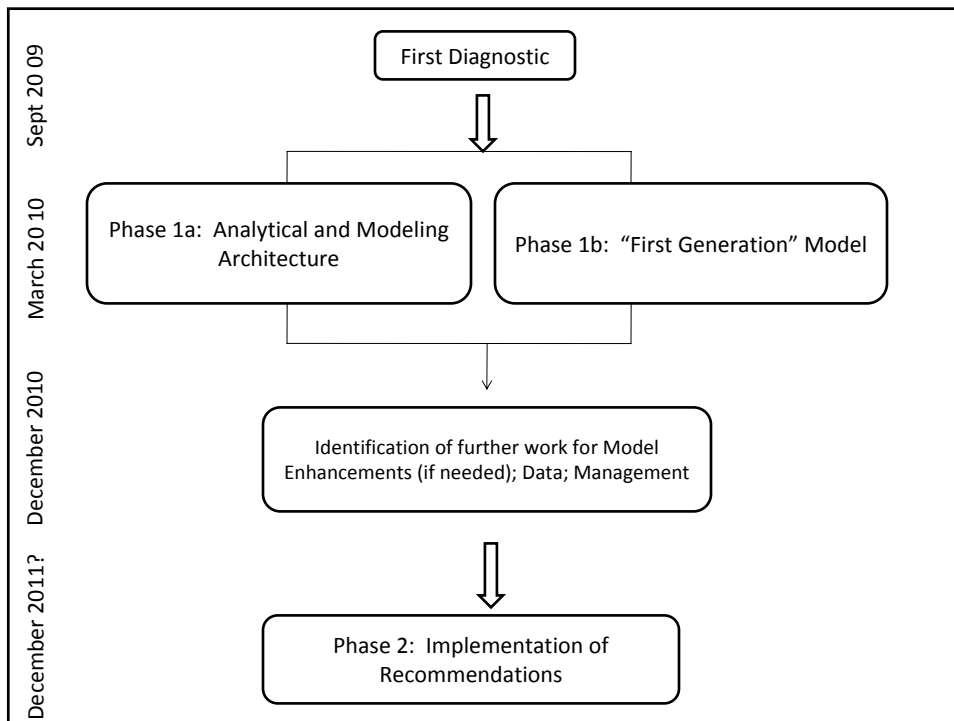 Sept 20 09
First Diagnostic
March 20 10
Phase 1a:  Analytical and Modeling
Architecture
Phase 1b:  “First Generation” Model
December 2010
Identification of further work for Model
Enhancements (if needed); Data; Management
December 2011?
Phase 2:  Implementation of
Recommendations